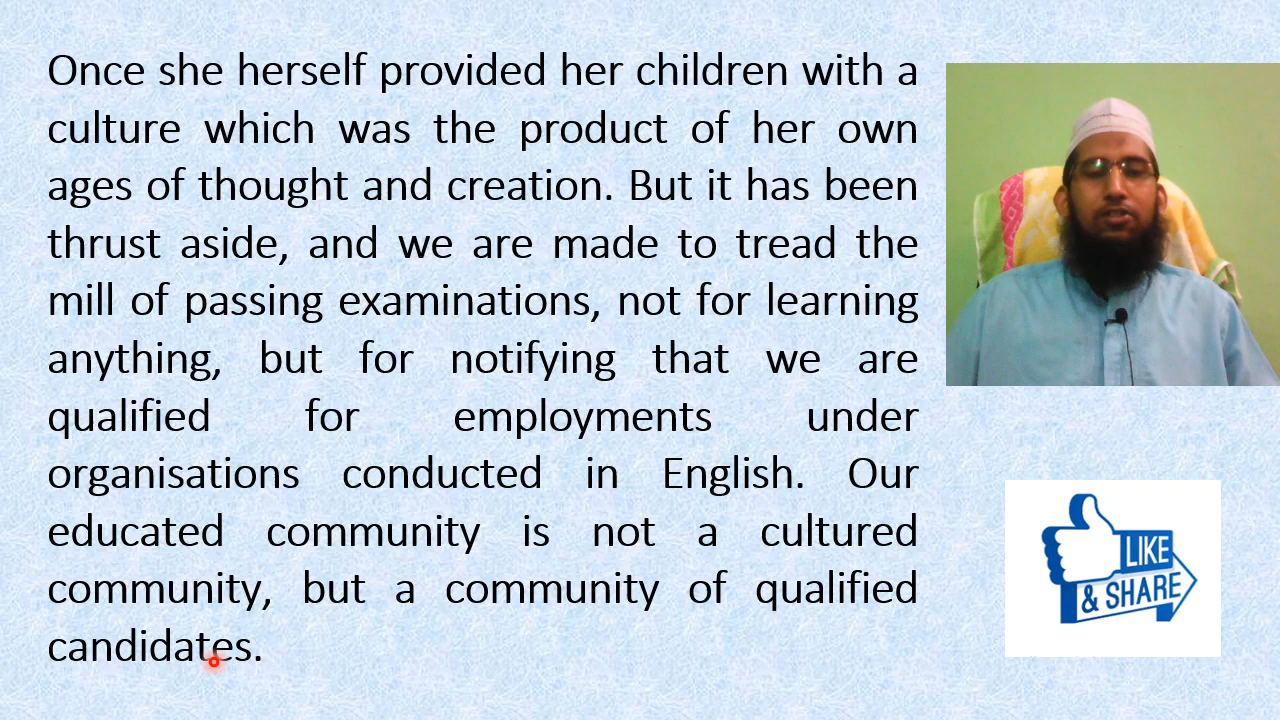 Once she herself provided her children with a
culture which was the product of her own
ages of thought and creation. But it has been
thrust aside, and we are made to tread the
mill of passing examinations, not for learning
anything, but for notifying that we are
qualified for employments under
organisations conducted in English. Our
educated community is not a cultured
community, but a community of qualified
candidates.
LIKE
& SHARE